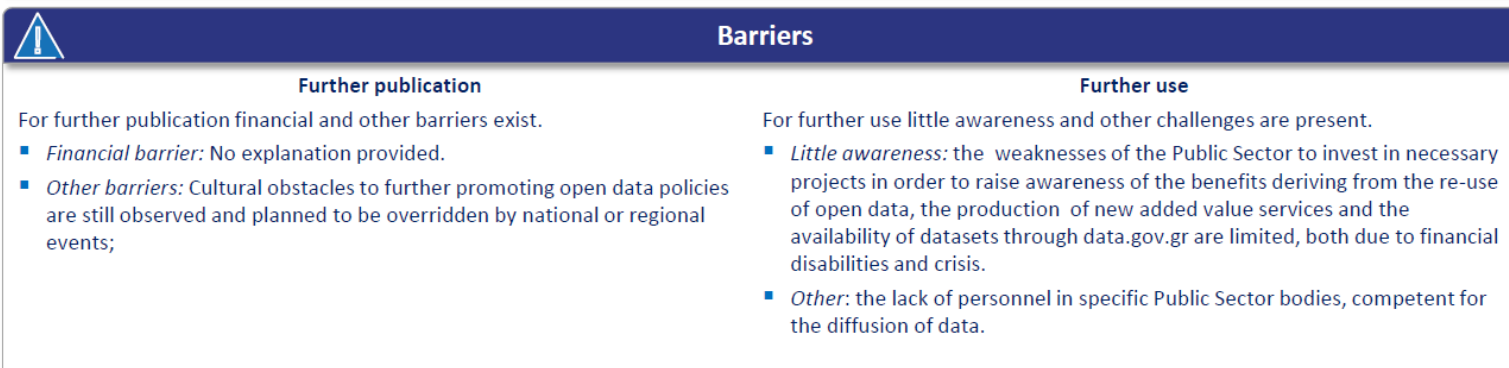 Barriers
Further publication
For further publication financial and other barriers exist.
▪ Financial barrier: No explanation provided.
▪ Other barriers: Cultural obstacles to further promoting open data policies
are still observed and planned to be overridden by national or regional
events;
Further use
For further use little awareness and other challenges are present.
▪ Little awareness: the weaknesses of the Public Sector to invest in necessary
projects in order to raise awareness of the benefits deriving from the re-use
of open data, the production of new added value services and the
availability of datasets through data.gov.gr are limited, both due to financial
disabilities and crisis.
▪ Other: the lack of personnel in specific Public Sector bodies, competent for
the diffusion of data.